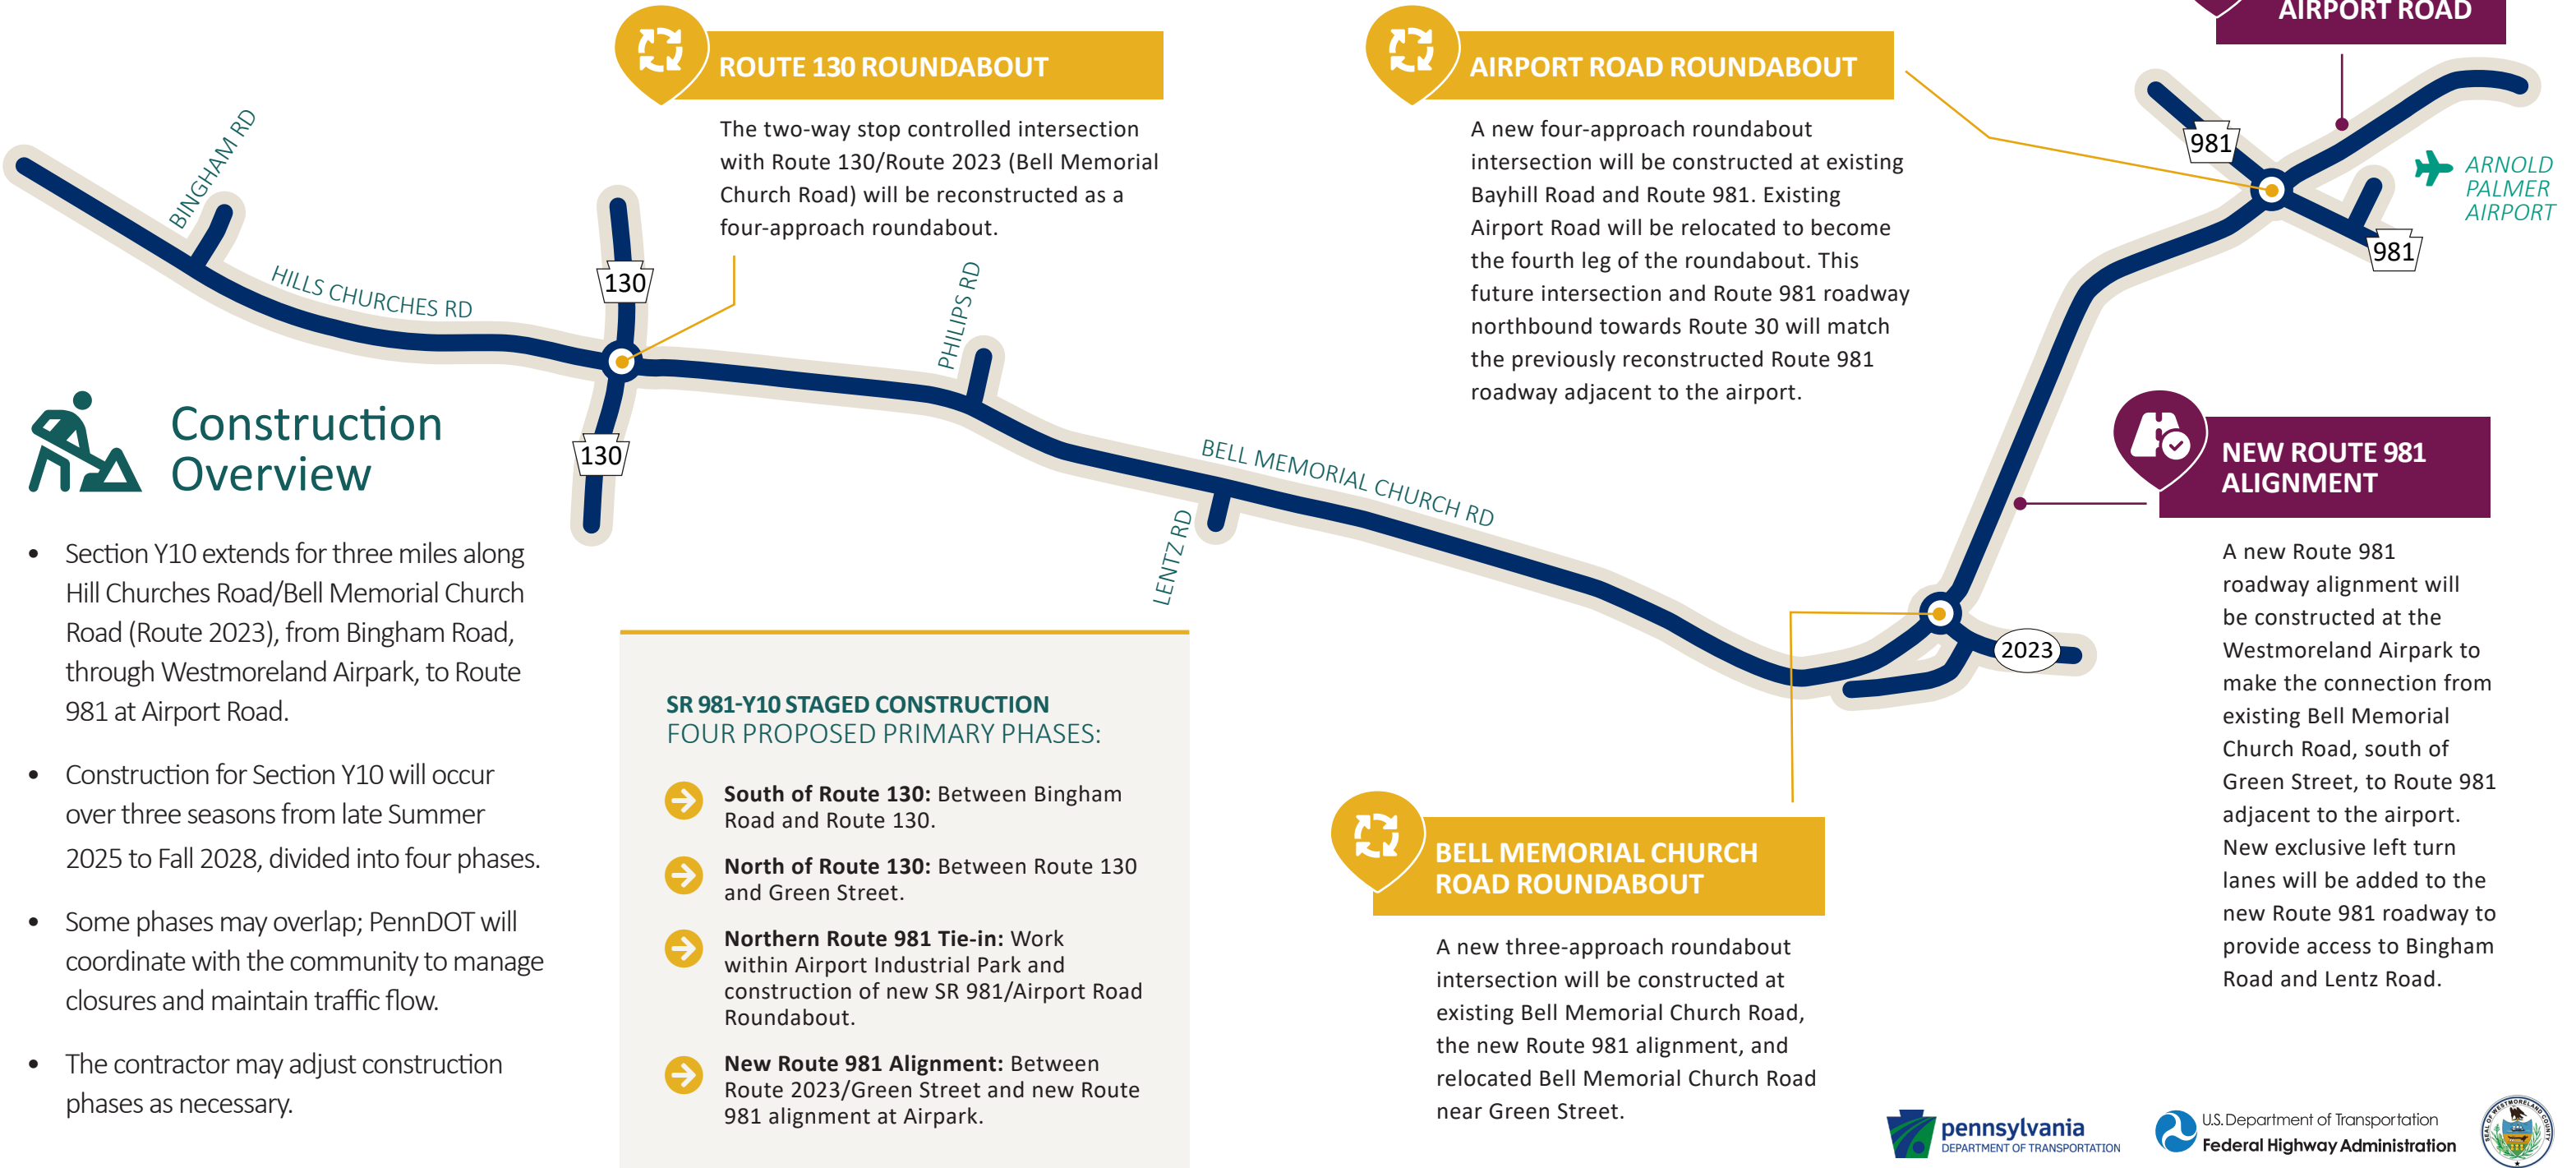 AIRPORT ROAD
ROUTE 130 ROUNDABOUT
The two-way stop controlled intersection
with Route 130/Route 2023 (Bell Memorial
Church Road) will be reconstructed as a
four-approach roundabout.
AIRPORT ROAD ROUNDABOUT
A new four-approach roundabout
intersection will be constructed at existing
Bayhill Road and Route 981. Existing
Airport Road will be relocated to become
the fourth leg of the roundabout. This
future intersection and Route 981 roadway
northbound towards Route 30 will match
the previously reconstructed Route 981
roadway adjacent to the airport.
981
981
ARNOLD
PALMER
AIRPORT
BINGHAM RD
HILLS CHURCHES RD
130
130
PHILIPS RD
LENTZ RD
BELL MEMORIAL CHURCH RD
2023
Construction
Overview
• Section Y10 extends for three miles along
Hill Churches Road/Bell Memorial Church
Road (Route 2023), from Bingham Road,
through Westmoreland Airpark, to Route
981 at Airport Road.
• Construction for Section Y10 will occur
over three seasons from late Summer
2025 to Fall 2028, divided into four phases.
• Some phases may overlap; PennDOT will
coordinate with the community to manage
closures and maintain traffic flow.
• The contractor may adjust construction
phases as necessary.
SR 981-Y10 STAGED CONSTRUCTION
FOUR PROPOSED PRIMARY PHASES:
South of Route 130: Between Bingham
Road and Route 130.
North of Route 130: Between Route 130
and Green Street.
Northern Route 981 Tie-in: Work
within Airport Industrial Park and
construction of new SR 981/Airport Road
Roundabout.
New Route 981 Alignment: Between
Route 2023/Green Street and new Route
981 alignment at Airpark.
BELL MEMORIAL CHURCH
ROAD ROUNDABOUT
A new three-approach roundabout
intersection will be constructed at
existing Bell Memorial Church Road,
the new Route 981 alignment, and
relocated Bell Memorial Church Road
near Green Street.
NEW ROUTE 981
ALIGNMENT
A new Route 981
roadway alignment will
be constructed at the
Westmoreland Airpark to
make the connection from
existing Bell Memorial
Church Road, south of
Green Street, to Route 981
adjacent to the airport.
New exclusive left turn
lanes will be added to the
new Route 981 roadway to
provide access to Bingham
Road and Lentz Road.
pennsylvania
DEPARTMENT OF TRANSPORTATION
U.S. Department of Transportation
Federal Highway Administration
SEAL OF WESTMORELAND COUNTY